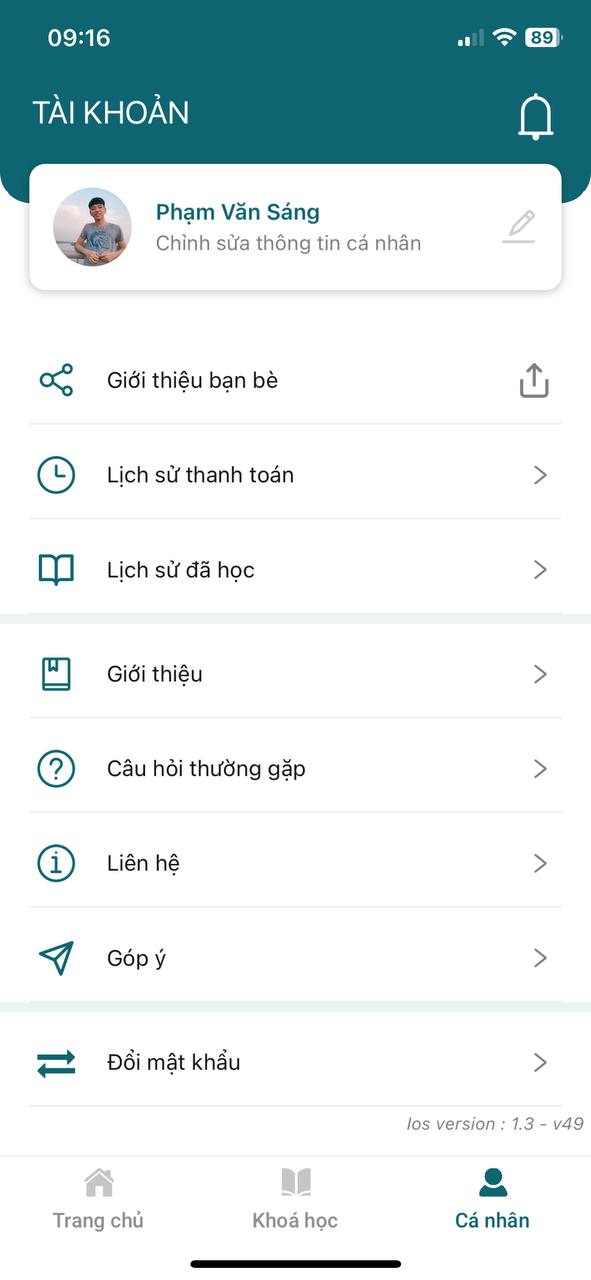 09:16
89
TÀI KHOẢN
Phạm Văn Sáng
Chỉnh sửa thông tin cá nhân
Giới thiệu bạn bè
Lịch sử thanh toán
Lịch sử đã học
Giới thiệu
Câu hỏi thường gặp
Liên hệ
Góp ý
Đổi mật khẩu
Ios version : 1.3 - v49
Trang chủ
Khoá học
Cá nhân